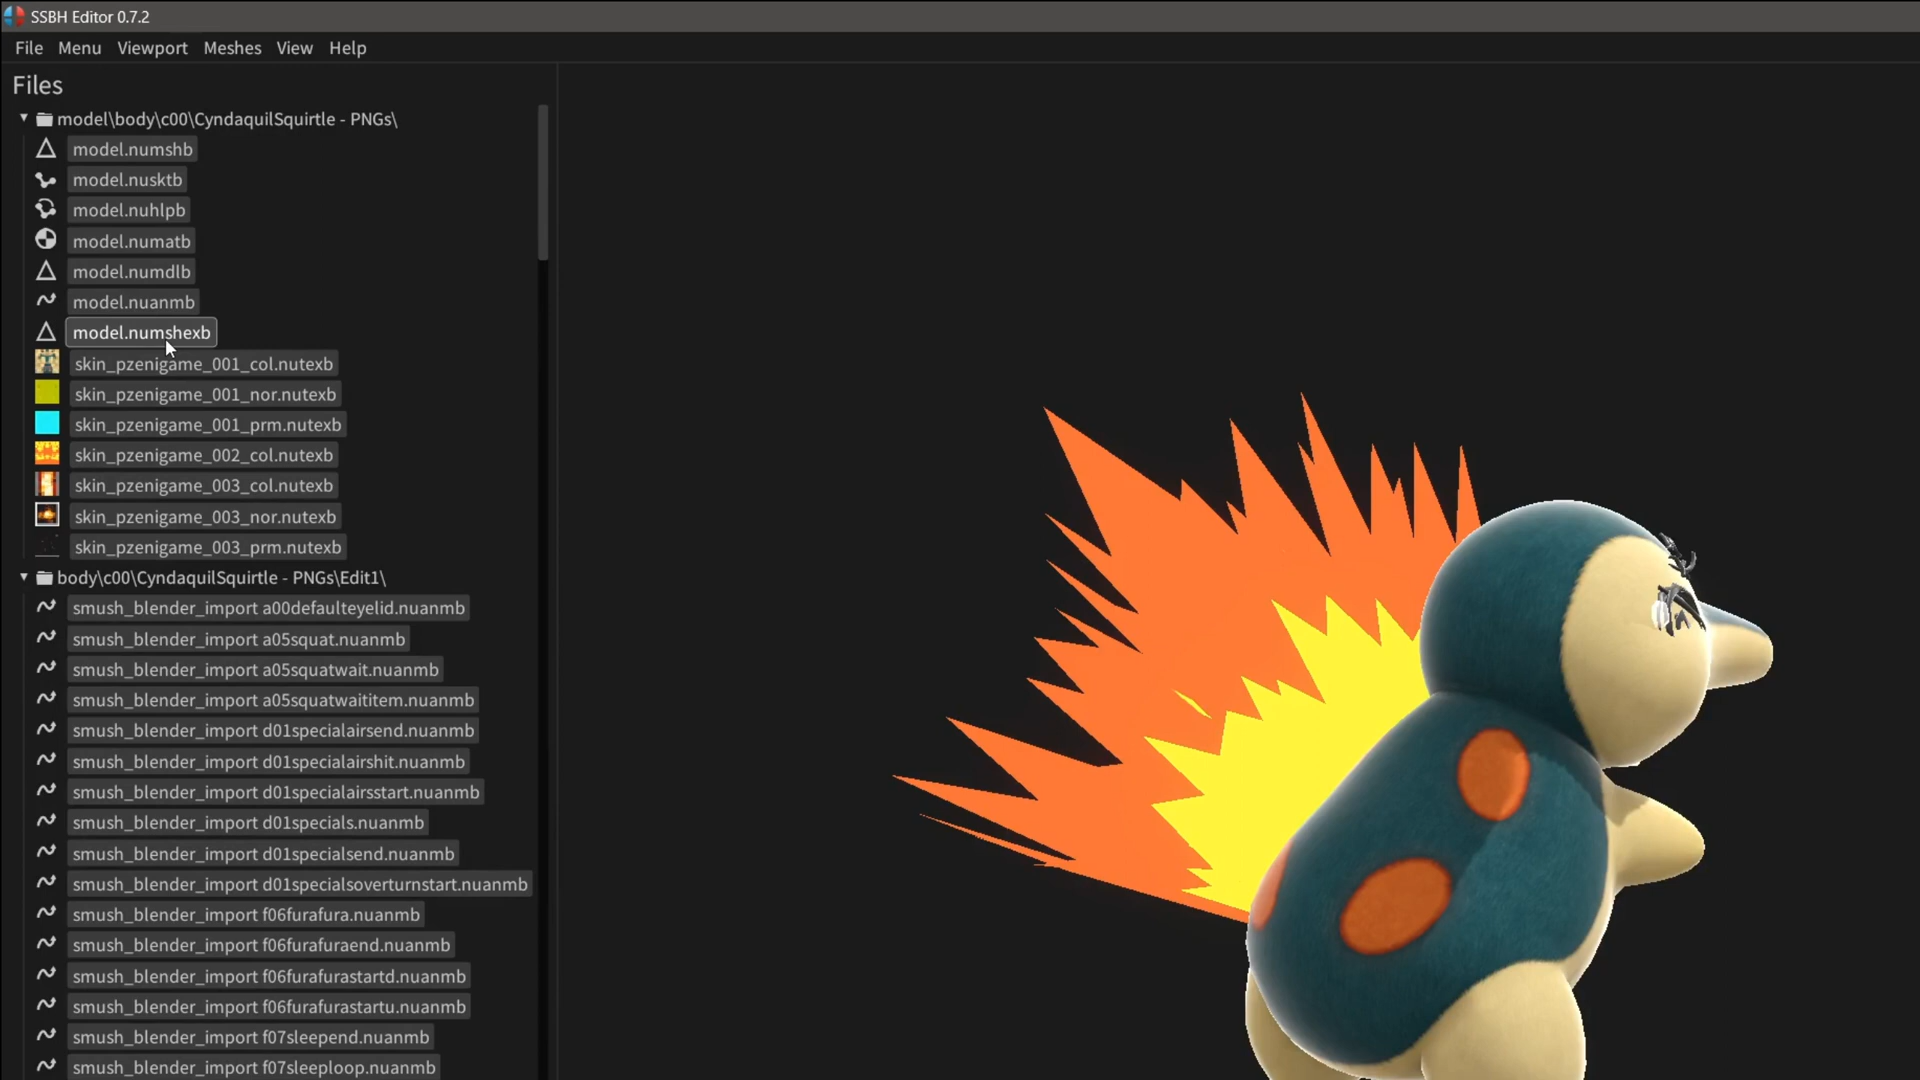 SSBH Editor 0.7.2
File Menu Viewport Meshes View Help
Files
model\body\c00\CyndaquilSquirtle - PNGs\
model.numshb
model.nusktb
model.nuhlpb
model.numatb
model.numdlb
model.nuanmb
model.numshexb
skin_pzenigame_001_col.nutexb
skin_pzenigame_001_nor.nutexb
skin_pzenigame_001_prm.nutexb
skin_pzenigame_002_col.nutexb
skin_pzenigame_003_col.nutexb
skin_pzenigame_003_nor.nutexb
skin_pzenigame_003_prm.nutexb
body\c00\CyndaquilSquirtle - PNGs\Edit1\
smush_blender_import a00defaulteyelid.nuanmb
smush_blender_import a05squat.nuanmb
smush_blender_import a05squatwait.nuanmb
smush_blender_import a05squatwaititem.nuanmb
smush_blender_import d01specialairsend.nuanmb
smush_blender_import d01specialairshit.nuanmb
smush_blender_import d01specialairsstart.nuanmb
smush_blender_import d01specials.nuanmb
smush_blender_import d01specialsend.nuanmb
smush_blender_import d01specialsoverturnstart.nuanmb
smush_blender_import f06furafura.nuanmb
smush_blender_import f06furafuraend.nuanmb
smush_blender_import f06furafurastartd.nuanmb
smush_blender_import f06furafurastartu.nuanmb
smush_blender_import f07sleepend.nuanmb
smush_blender_import f07sleeploop.nuanmb